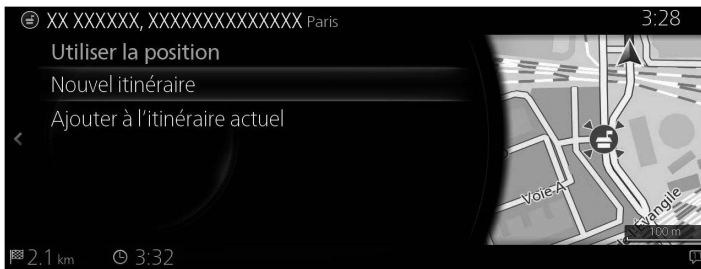 XX XXXXXX, XXXXXXXXXXXXXX Paris
3:28
Utiliser la position
Nouvel itinéraire
Ajouter à l'itinéraire actuel
Voie A
l'Évangile
100 m
2.1 km
3:32